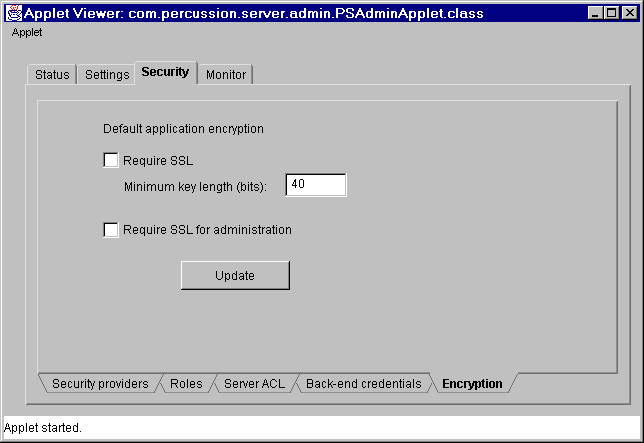 Applet Viewer: com.percussion.server.admin.PSAdminApplet.class
Applet
Status Settings Security Monitor
Default application encryption
Require SSL
Minimum key length (bits): 40
Require SSL for administration
Update
Security providers Roles Server ACL Back-end credentials Encryption
Applet started.